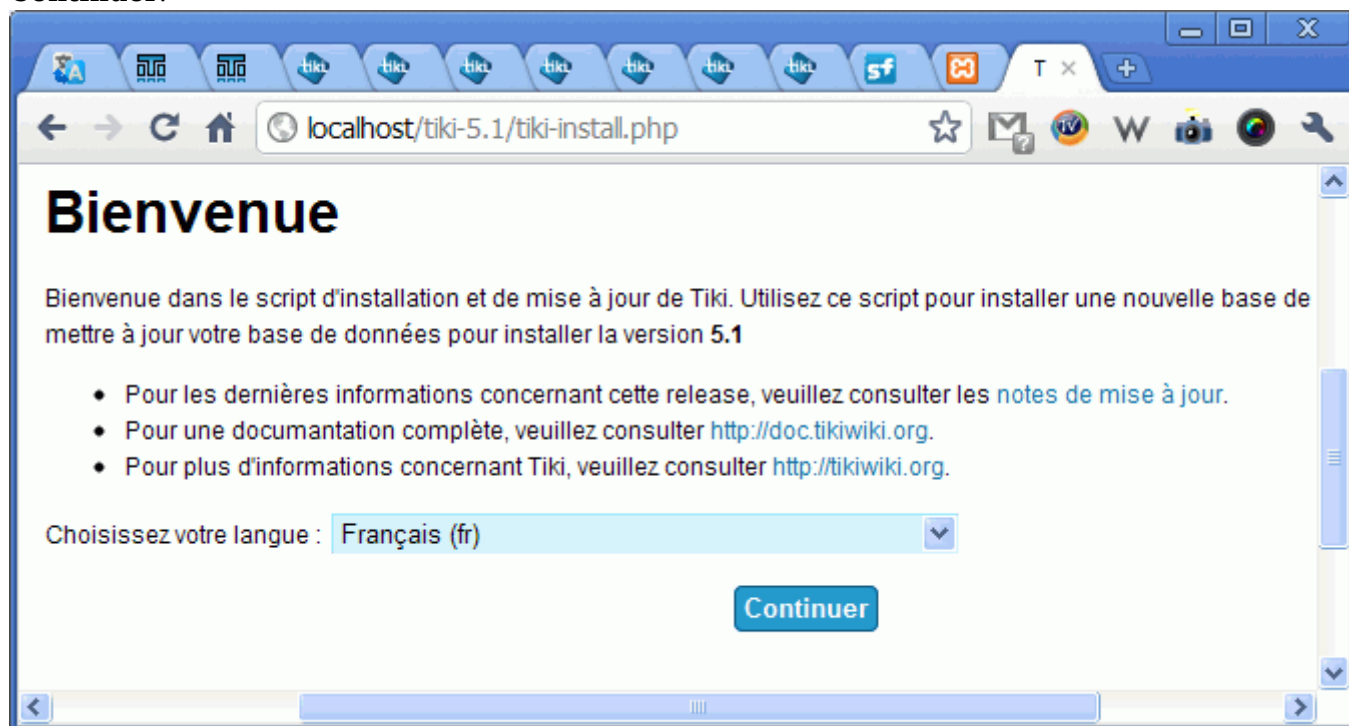 T
localhost/tiki-5.1/tiki-install.php
Bienvenue
Bienvenue dans le script d'installation et de mise à jour de Tiki. Utilisez ce script pour installer une nouvelle base de
mettre à jour votre base de données pour installer la version 5.1
Pour les dernières informations concernant cette release, veuillez consulter les notes de mise à jour.
Pour une documantation complète, veuillez consulter http://doc.tikiwiki.org.
Pour plus d'informations concernant Tiki, veuillez consulter http://tikiwiki.org.
Choisissez votre langue : Français (fr)
Continuer